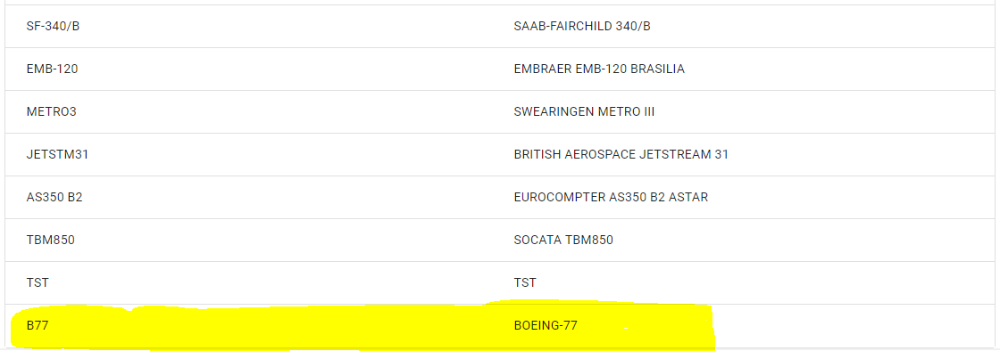 SF-340/B SAAB-FAIRCHILD 340/B
EMB-120 EMBRAER EMB-120 BRASILIA
METRO3 SWEARINGEN METRO III
JETSTM31 BRITISH AEROSPACE JETSTREAM 31
AS350 B2 EUROCOMPTER AS350 B2 ASTAR
TBM850 SOCATA TBM850
TST TST
B77 BOEING-77